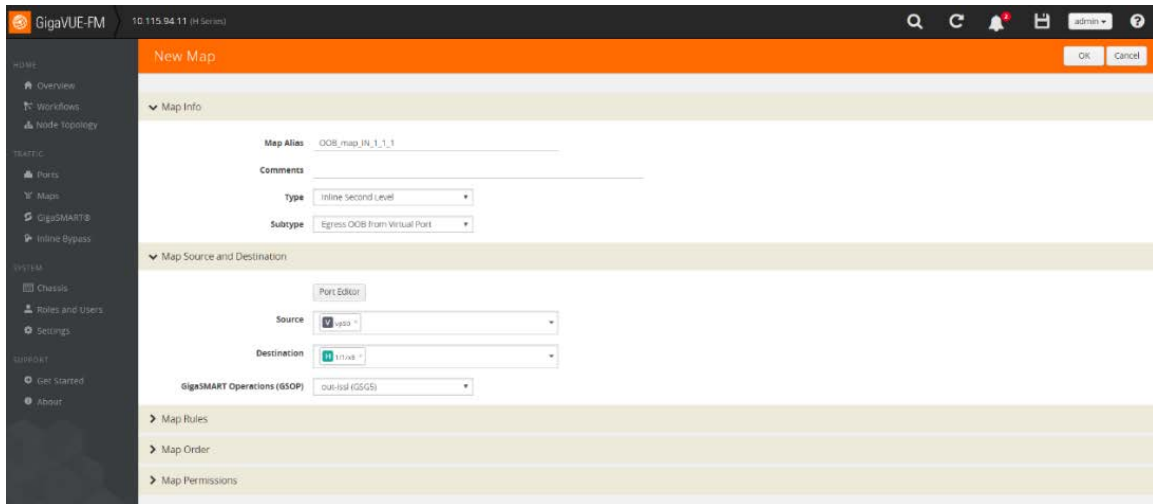 GigaVUE-FM 10.115.94.11 (H Series) 2 admin
New Map OK Cancel
HOME
Overview
Workflows
Node Topology
TRAFFIC
Ports
Maps
GigaSMART®
Inline Bypass
SYSTEM
Chassis
Roles and Users
Settings
SUPPORT
Get Started
About
Map Info
Map Alias OOB_map_IN_1_1_1
Comments
Type Inline Second Level
Subtype Egress OOB from Virtual Port
Map Source and Destination
Port Editor
Source V
Destination H
GigaSMART Operations (GSOP) out-issl (GSG5)
Map Rules
Map Order
Map Permissions